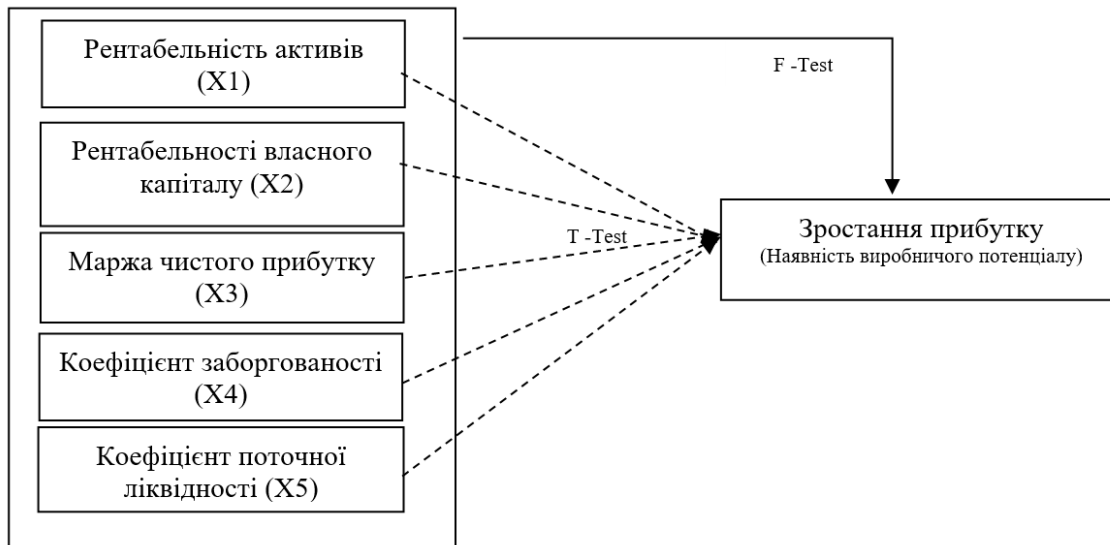 Рентабельність активів
(X1)
F -Test
Рентабельності власного
капіталу (X2)
Зростання прибутку
(Наявність виробничого потенціалу)
T -Test
Маржа чистого прибутку
(X3)
Коефіцієнт заборгованості
(X4)
Коефіцієнт поточної
ліквідності (X5)